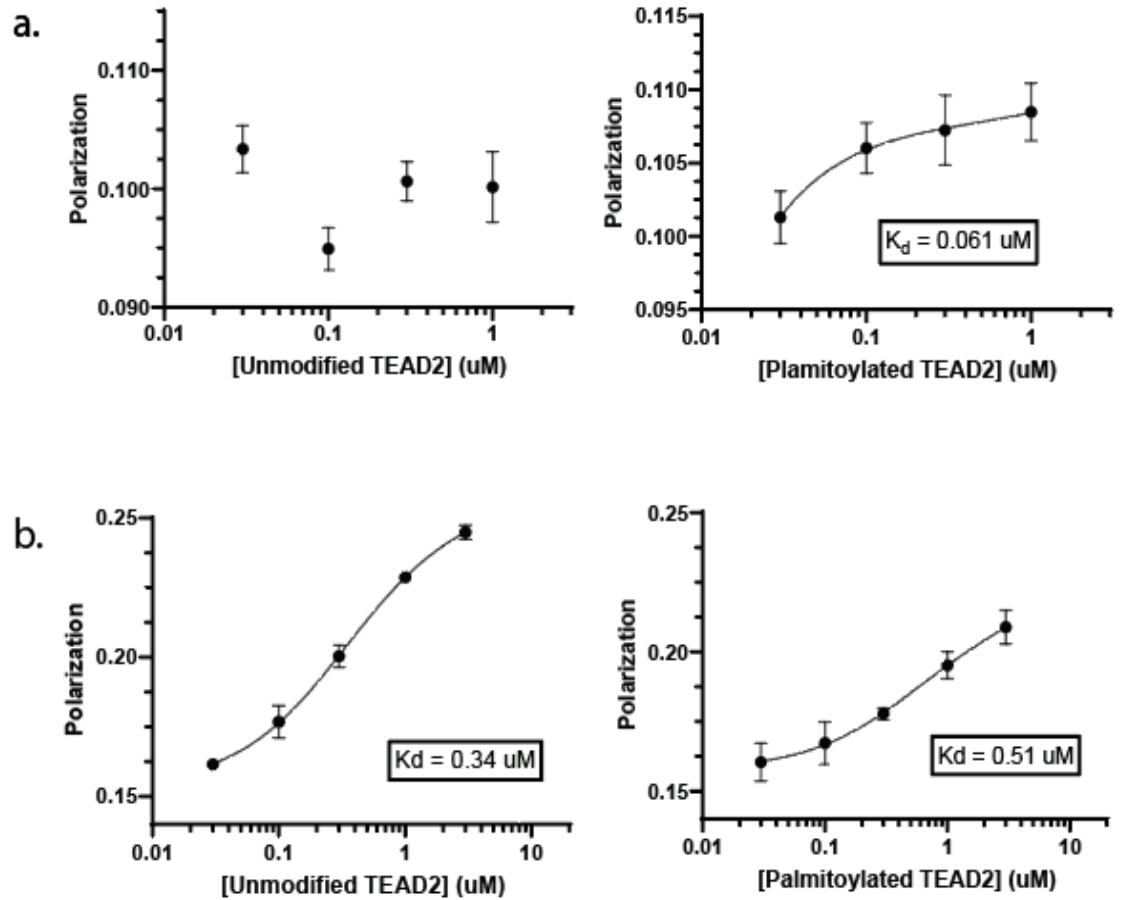 a.
Polarization
0.110
0.100
0.090
0.01
0.1
1
[Unmodified TEAD2] (uM)
Polarization
0.115
0.110
0.105
0.100
0.095
Kd = 0.061 uM
0.01
0.1
1
[Plamitoylated TEAD2] (uM)
b.
Polarization
0.25
0.20
0.15
Kd = 0.34 uM
0.01
0.1
1
10
[Unmodified TEAD2] (uM)
Polarization
0.25
0.20
0.15
Kd = 0.51 uM
0.01
0.1
1
10
[Palmitoylated TEAD2] (uM)